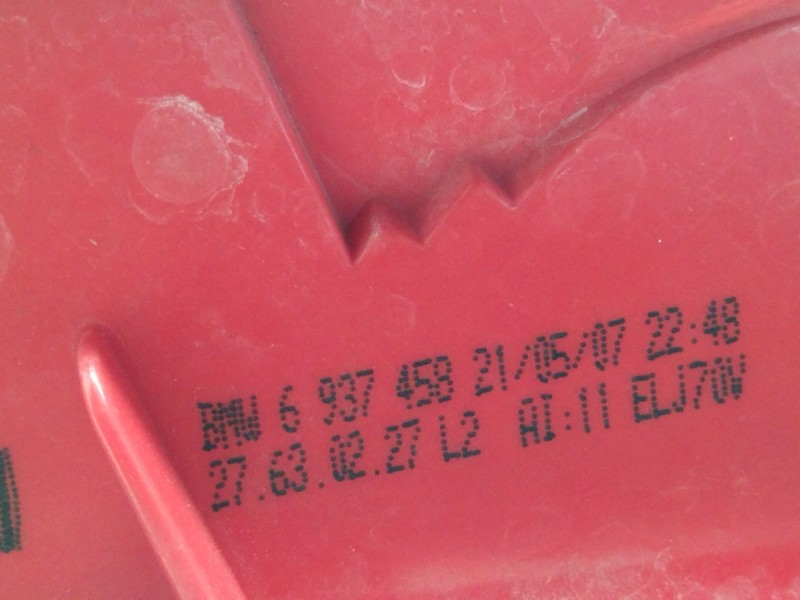 BMW 6 937 458 21/05/07 22:48
27.63.02.27 L2 AI:11 ELJ70V